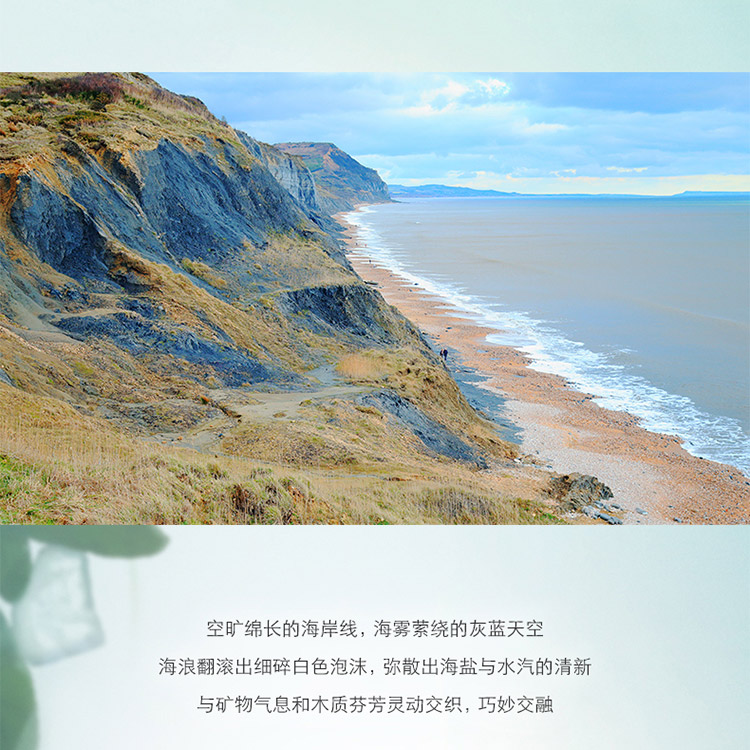 空旷绵长的海岸线，海雾萦绕的灰蓝天空
海浪翻滚出细碎白色泡沫，弥散出海盐与水汽的清新
与矿物气息和木质芬芳灵动交织，巧妙交融